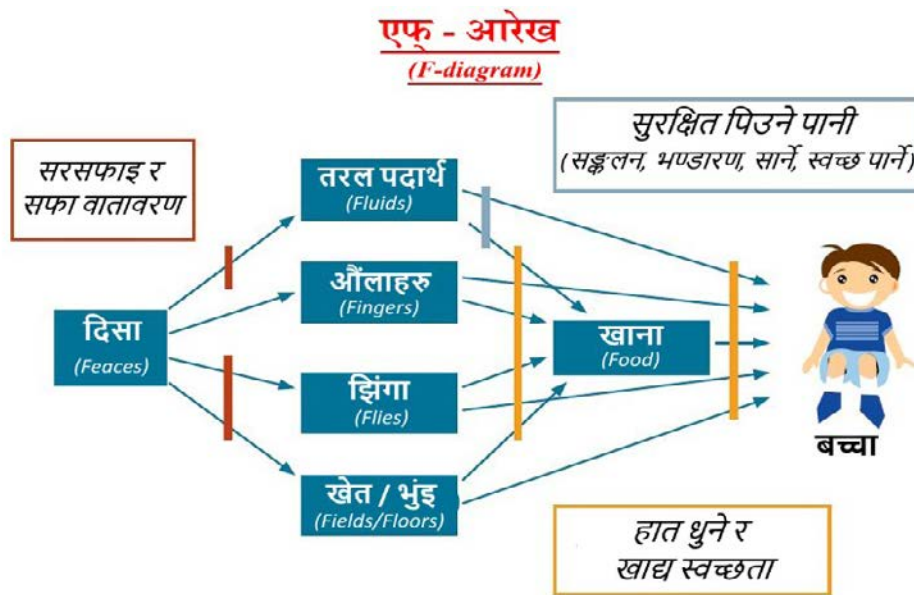 एफ् - आरेख
(F-diagram)
सुरक्षित पिउने पानी
(सङ्कलन, भण्डारण, सार्ने, स्वच्छ पार्ने)
सरसफाइ र
सफा वातावरण
तरल पदार्थ
(Fluids)
औंलाहरु
(Fingers)
दिसा
(Feaces)
खाना
(Food)
झिंगा
(Flies)
बच्चा
खेत / भुंइ
(Fields/Floors)
हात धुने र
खाद्य स्वच्छता